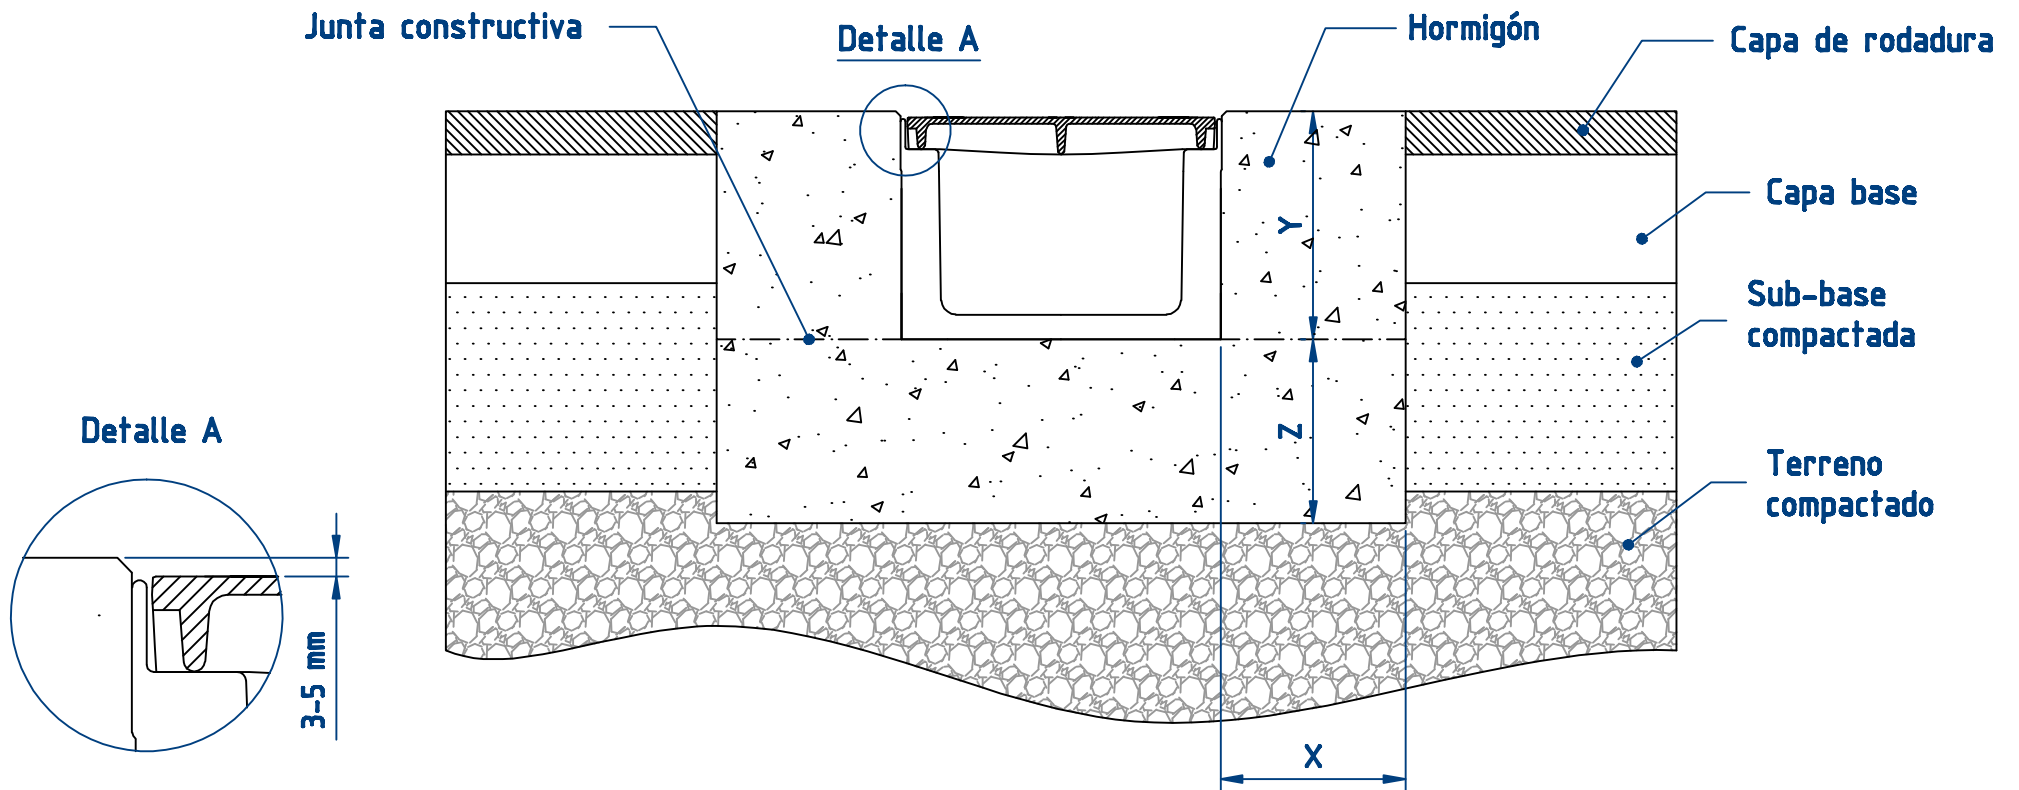 Junta constructiva
Detalle A
Hormigón
Capa de rodadura
Capa base
Y
Sub-base
compactada
Z
Detalle A
Terreno
compactado
3-5 mm
X